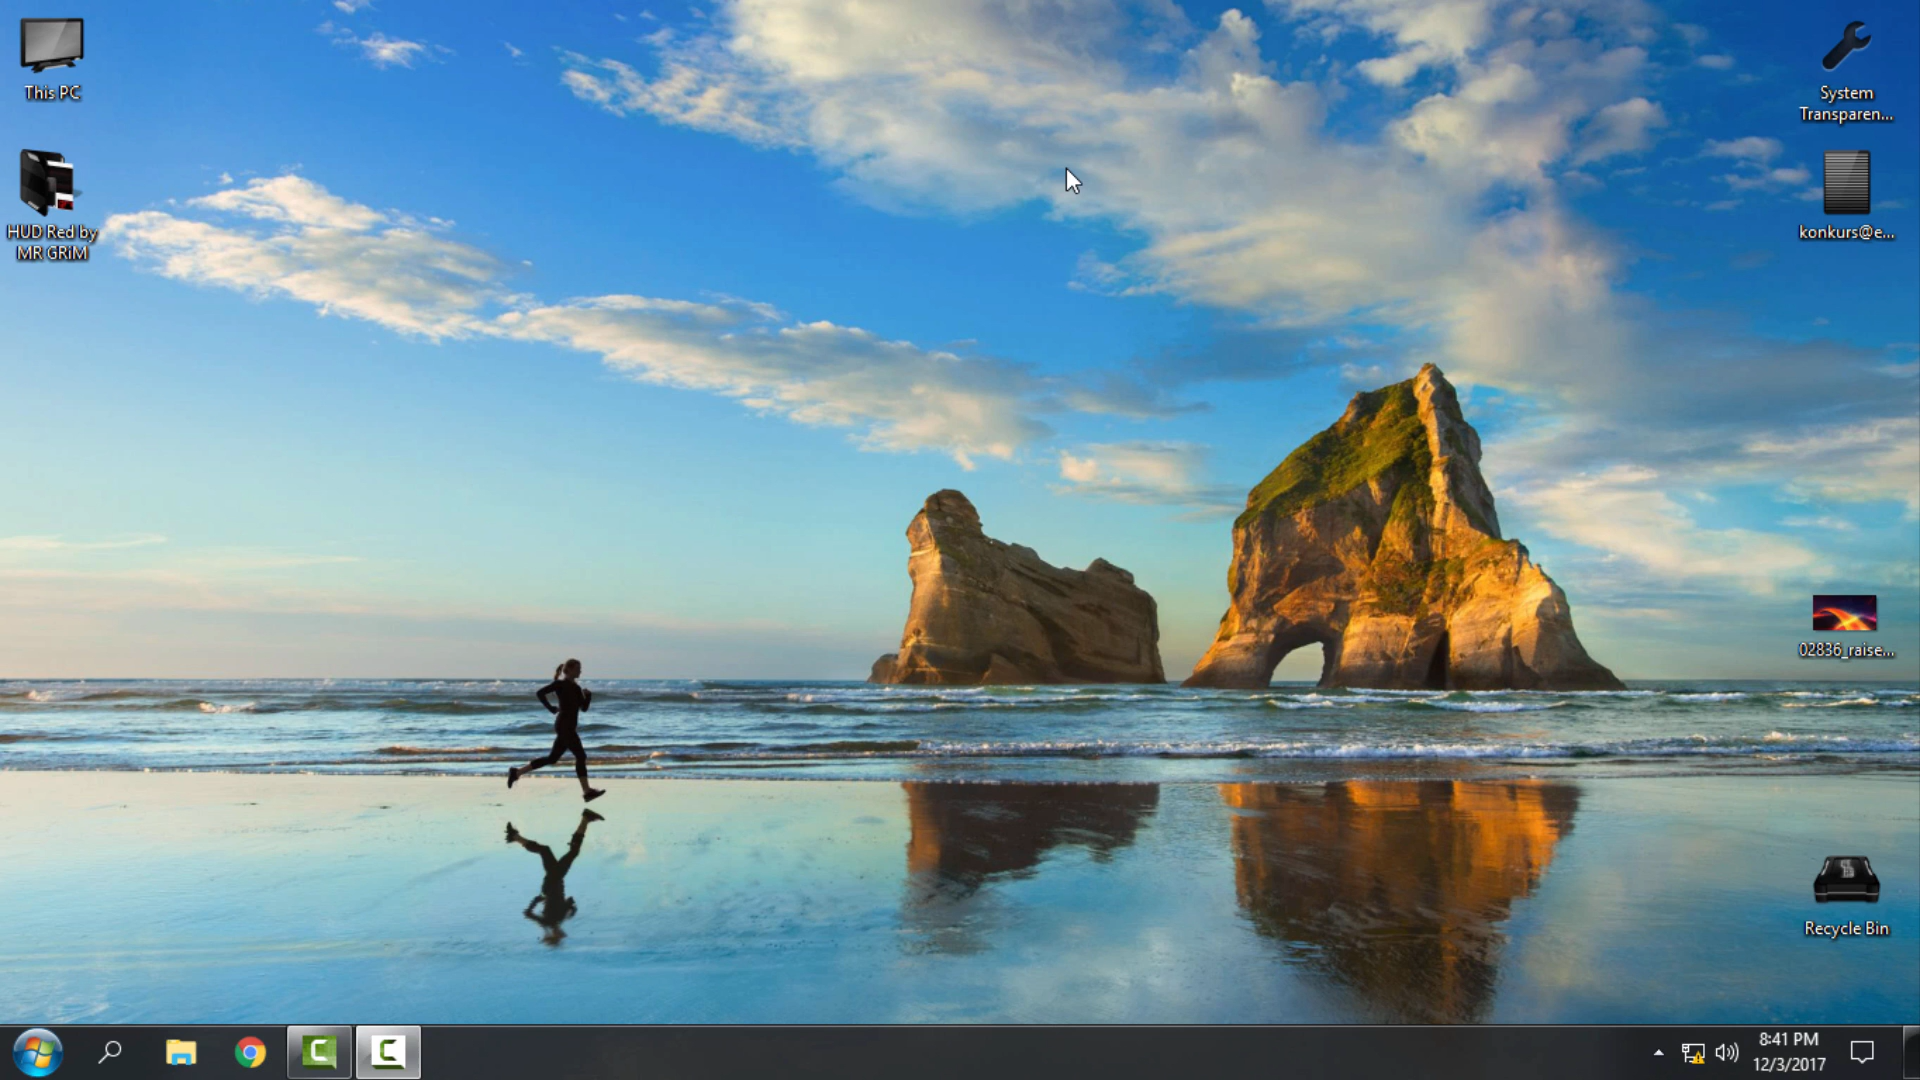 This PC
HUD Red by
MR GRiM
System
Transparen...
konkurs@e...
02836_raise...
Recycle Bin
8:41 PM
12/3/2017